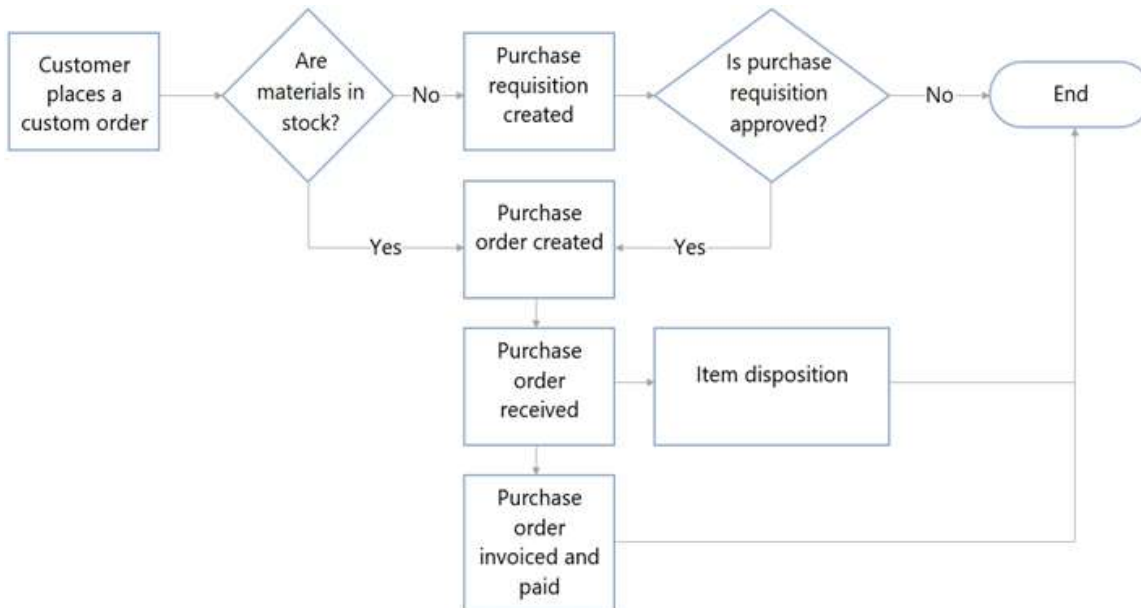 Customer
places a
custom order
Are
materials in
stock?
No
Purchase
requisition
created
Is purchase
requisition
approved?
No
End
Yes
Purchase
order created
Yes
Purchase
order
received
Item disposition
Purchase
order
invoiced and
paid